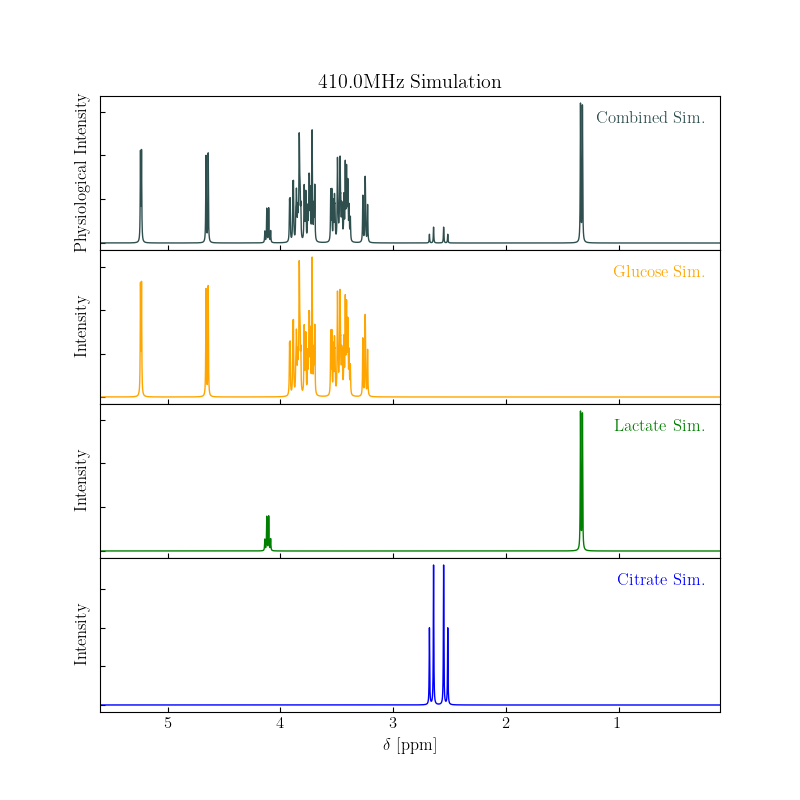 410.0MHz Simulation
Physiological Intensity
Combined Sim.
Intensity
Glucose Sim.
Intensity
Lactate Sim.
Intensity
Citrate Sim.
5 4 3 2 1
δ [ppm]